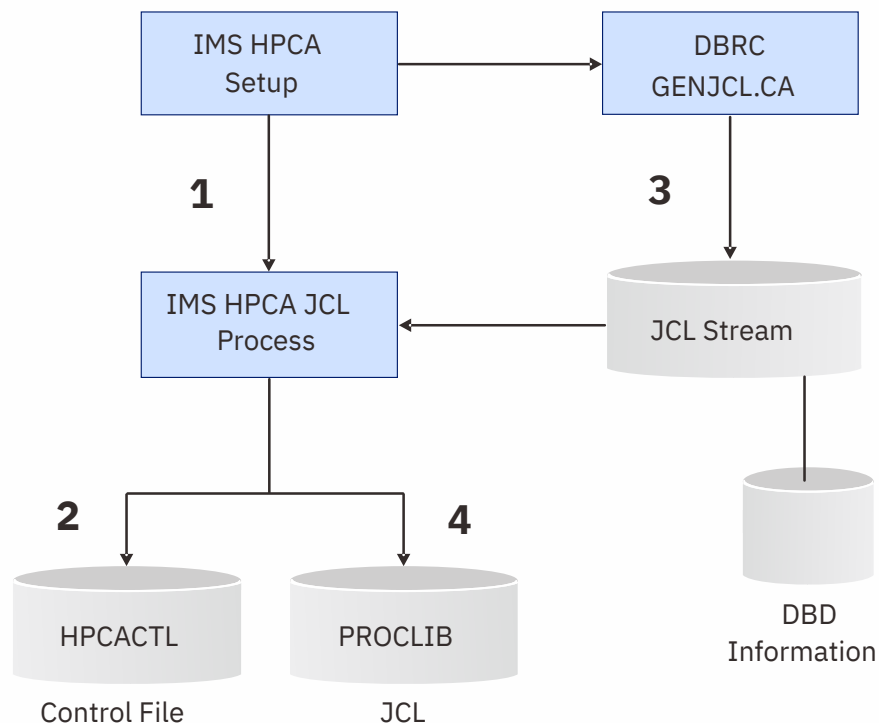 IMS HPCA
Setup
DBRC
GENJCL.CA
1
3
IMS HPCA JCL
Process
JCL Stream
2
4
HPCACTL
PROCLIB
DBD
Information
Control File
JCL